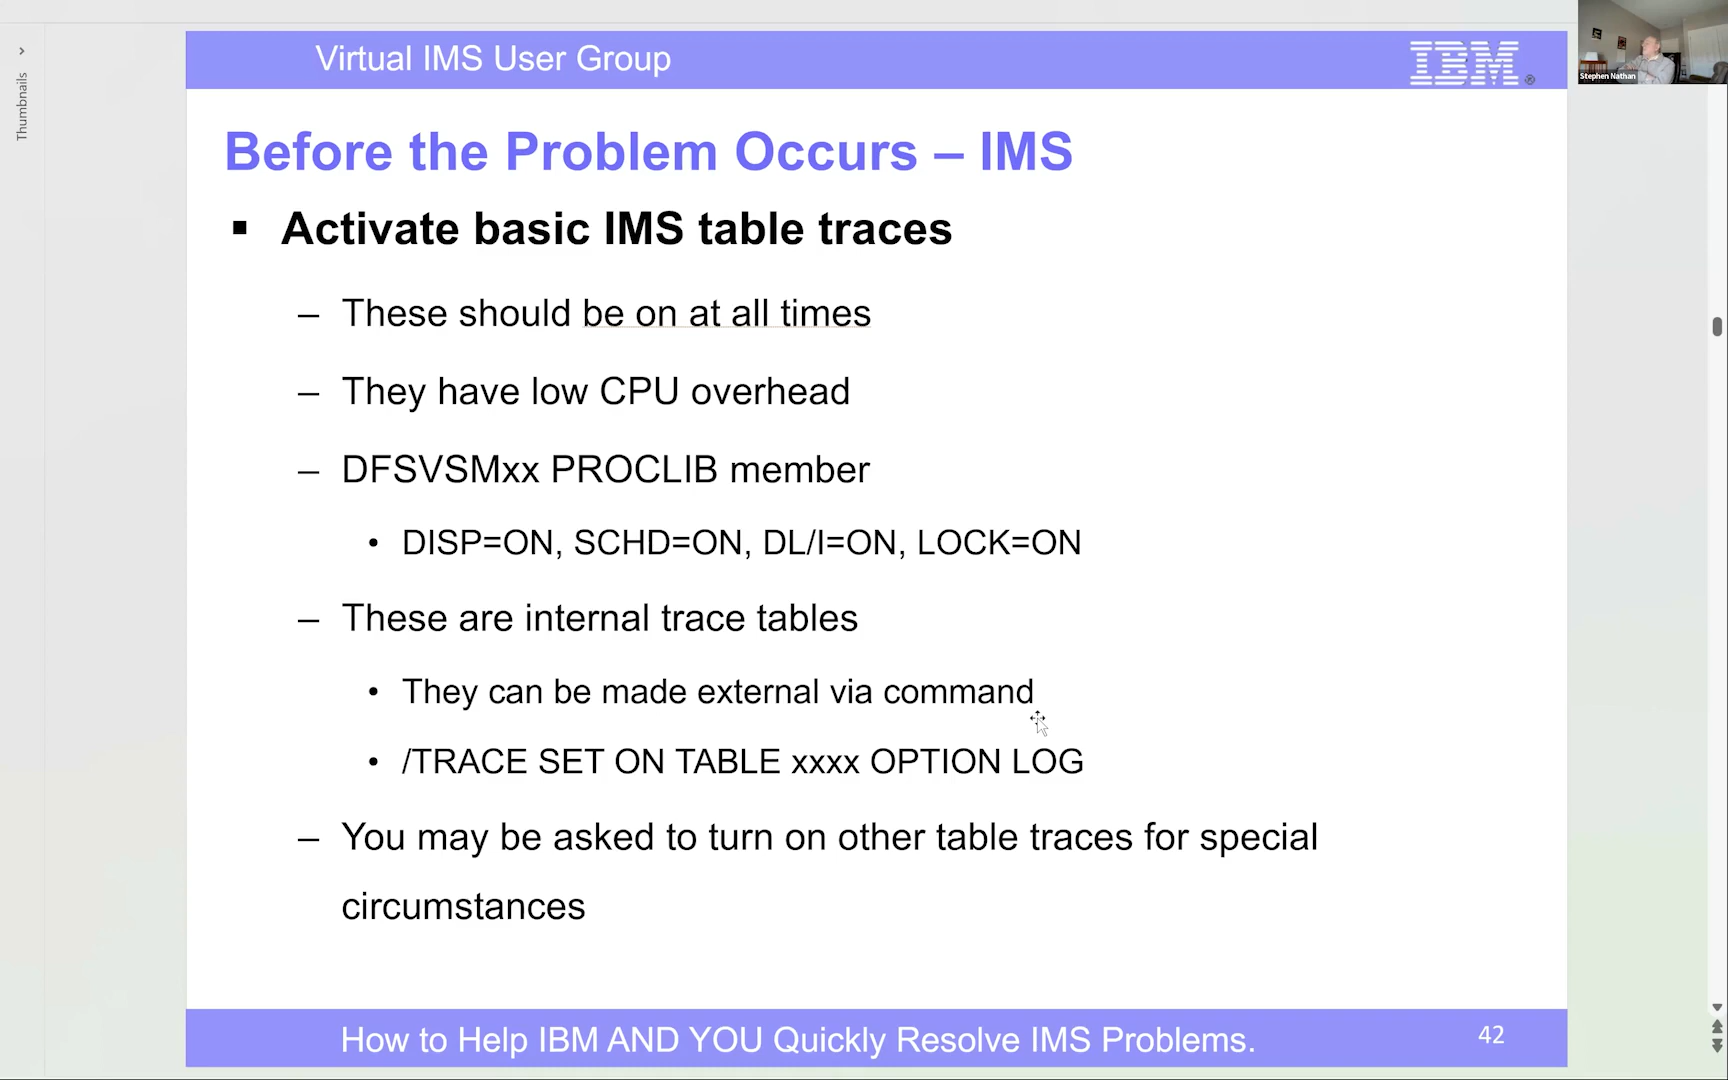 Thumbnails
Virtual IMS User Group
IBM®
Stephen Nathan
Before the Problem Occurs – IMS
▪ Activate basic IMS table traces
– These should be on at all times
– They have low CPU overhead
– DFSVSMxx PROCLIB member
• DISP=ON, SCHD=ON, DL/I=ON, LOCK=ON
– These are internal trace tables
• They can be made external via command
• /TRACE SET ON TABLE xxxx OPTION LOG
– You may be asked to turn on other table traces for special
circumstances
How to Help IBM AND YOU Quickly Resolve IMS Problems.
42